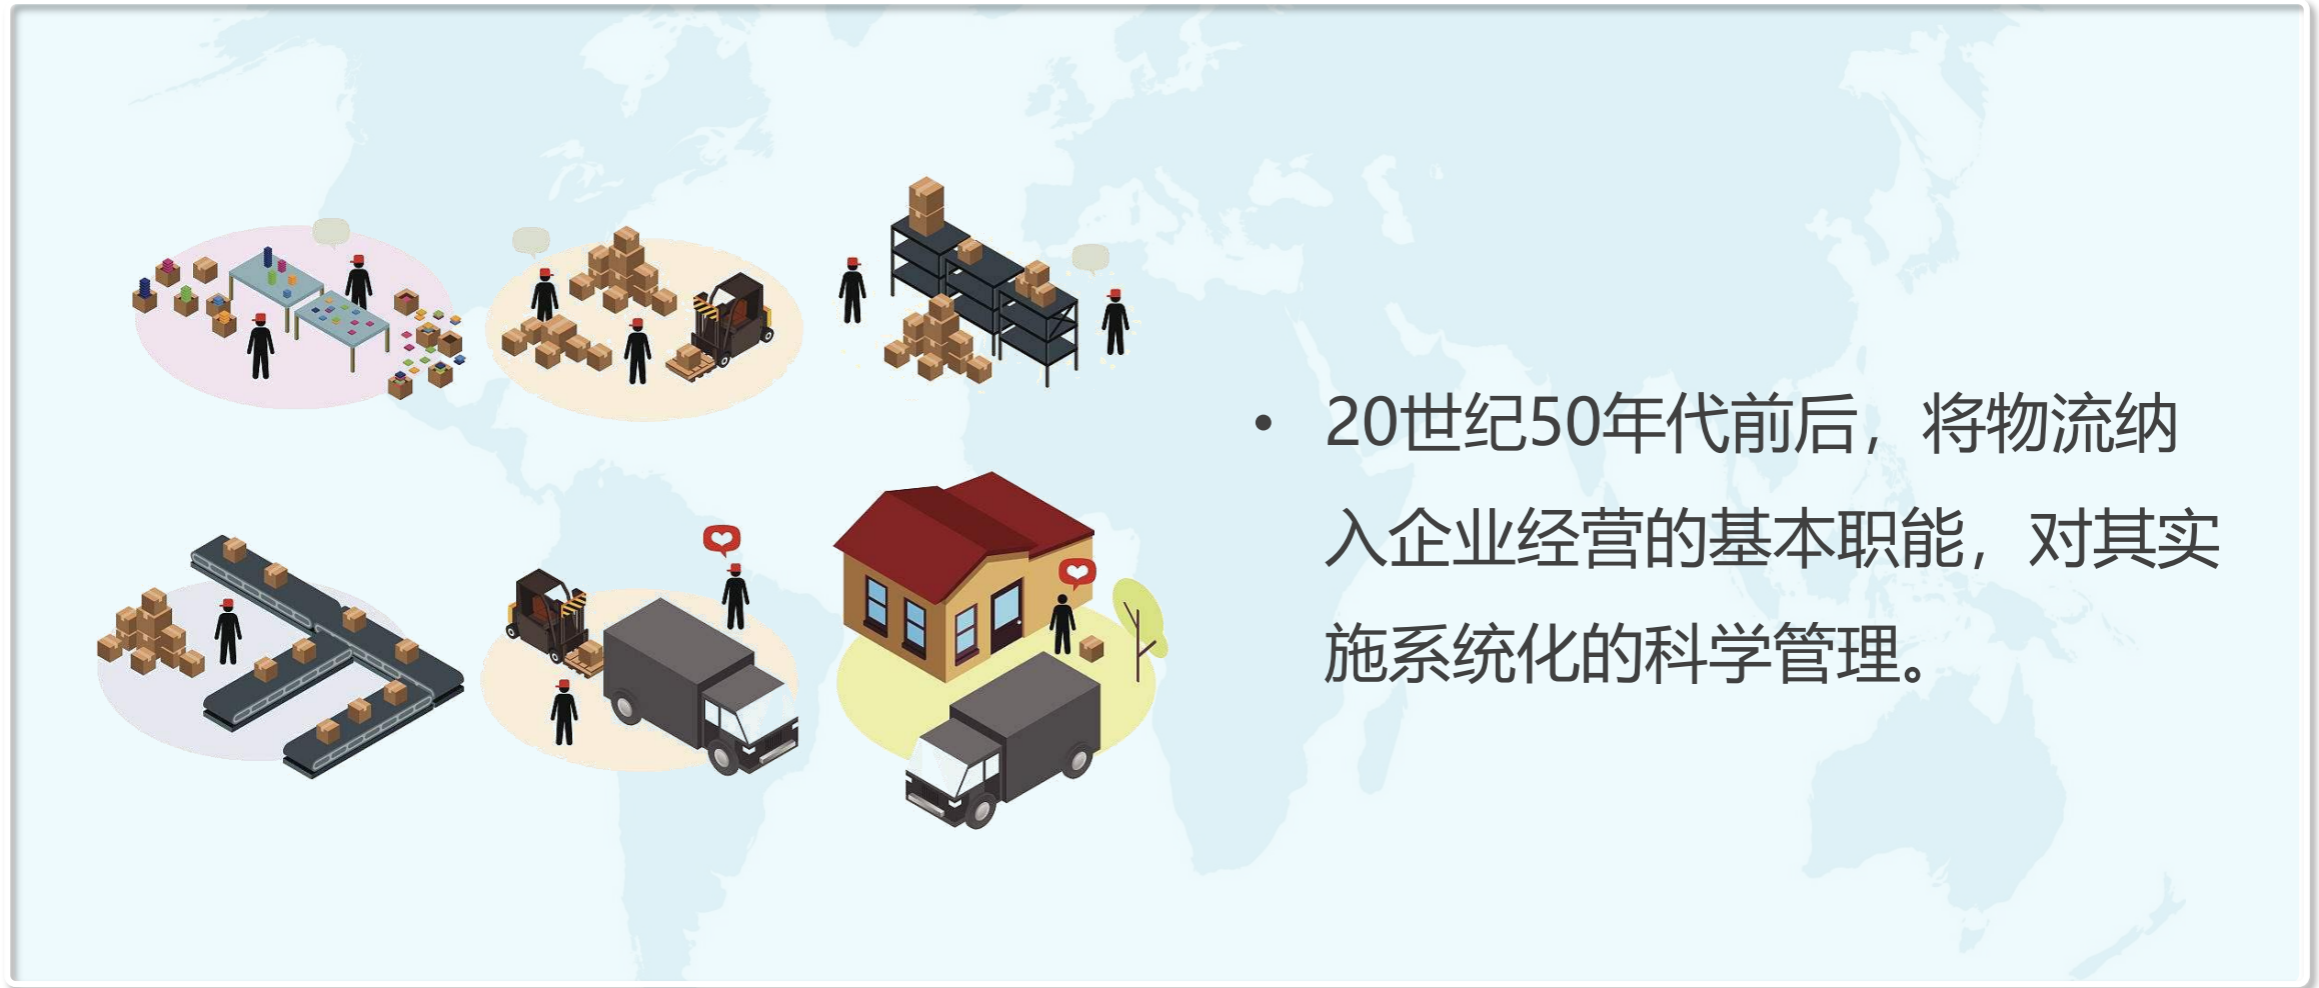 • 20世纪50年代前后，将物流纳
入企业经营的基本职能，对其实
施系统化的科学管理。